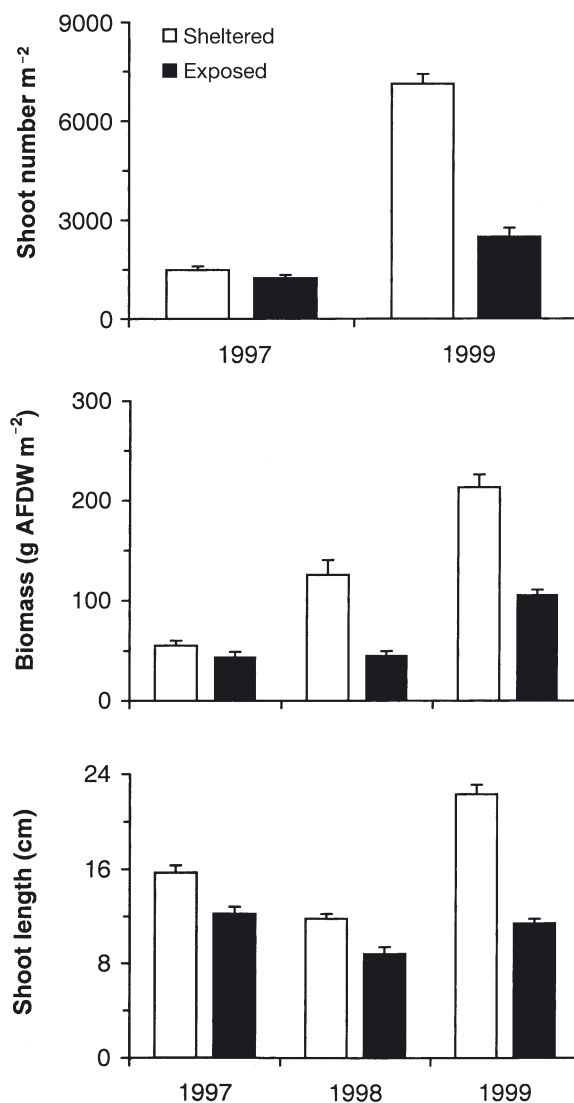 Shoot number m⁻²
9000
6000
3000
0
Sheltered
Exposed
1997 1999
Biomass (g AFDW m⁻²)
300
200
100
0
Shoot length (cm)
24
16
8
0
1997 1998 1999